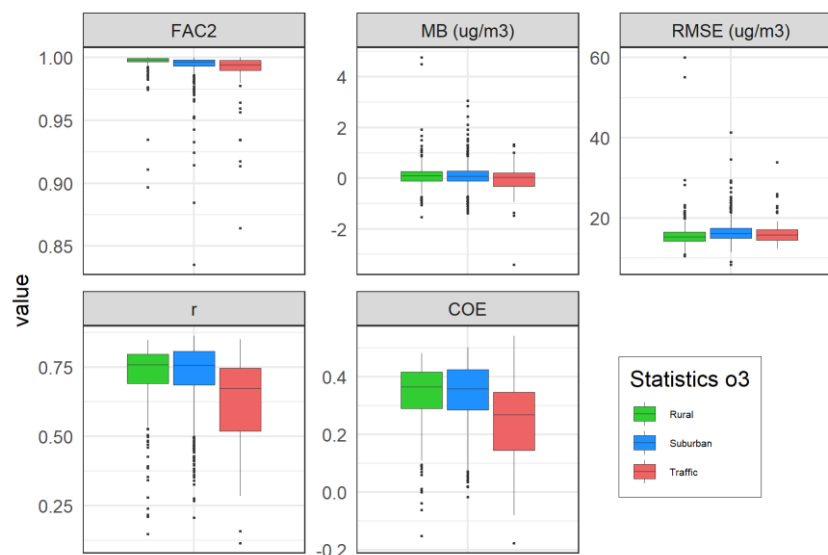 FAC2
MB (ug/m3)
RMSE (ug/m3)
1.00
0.95
0.90
0.85
4
2
0
-2
60
40
20
value
r
COE
0.75
0.50
0.25
0.4
0.2
0.0
-0.2
Statistics o3
Rural
Suburban
Traffic